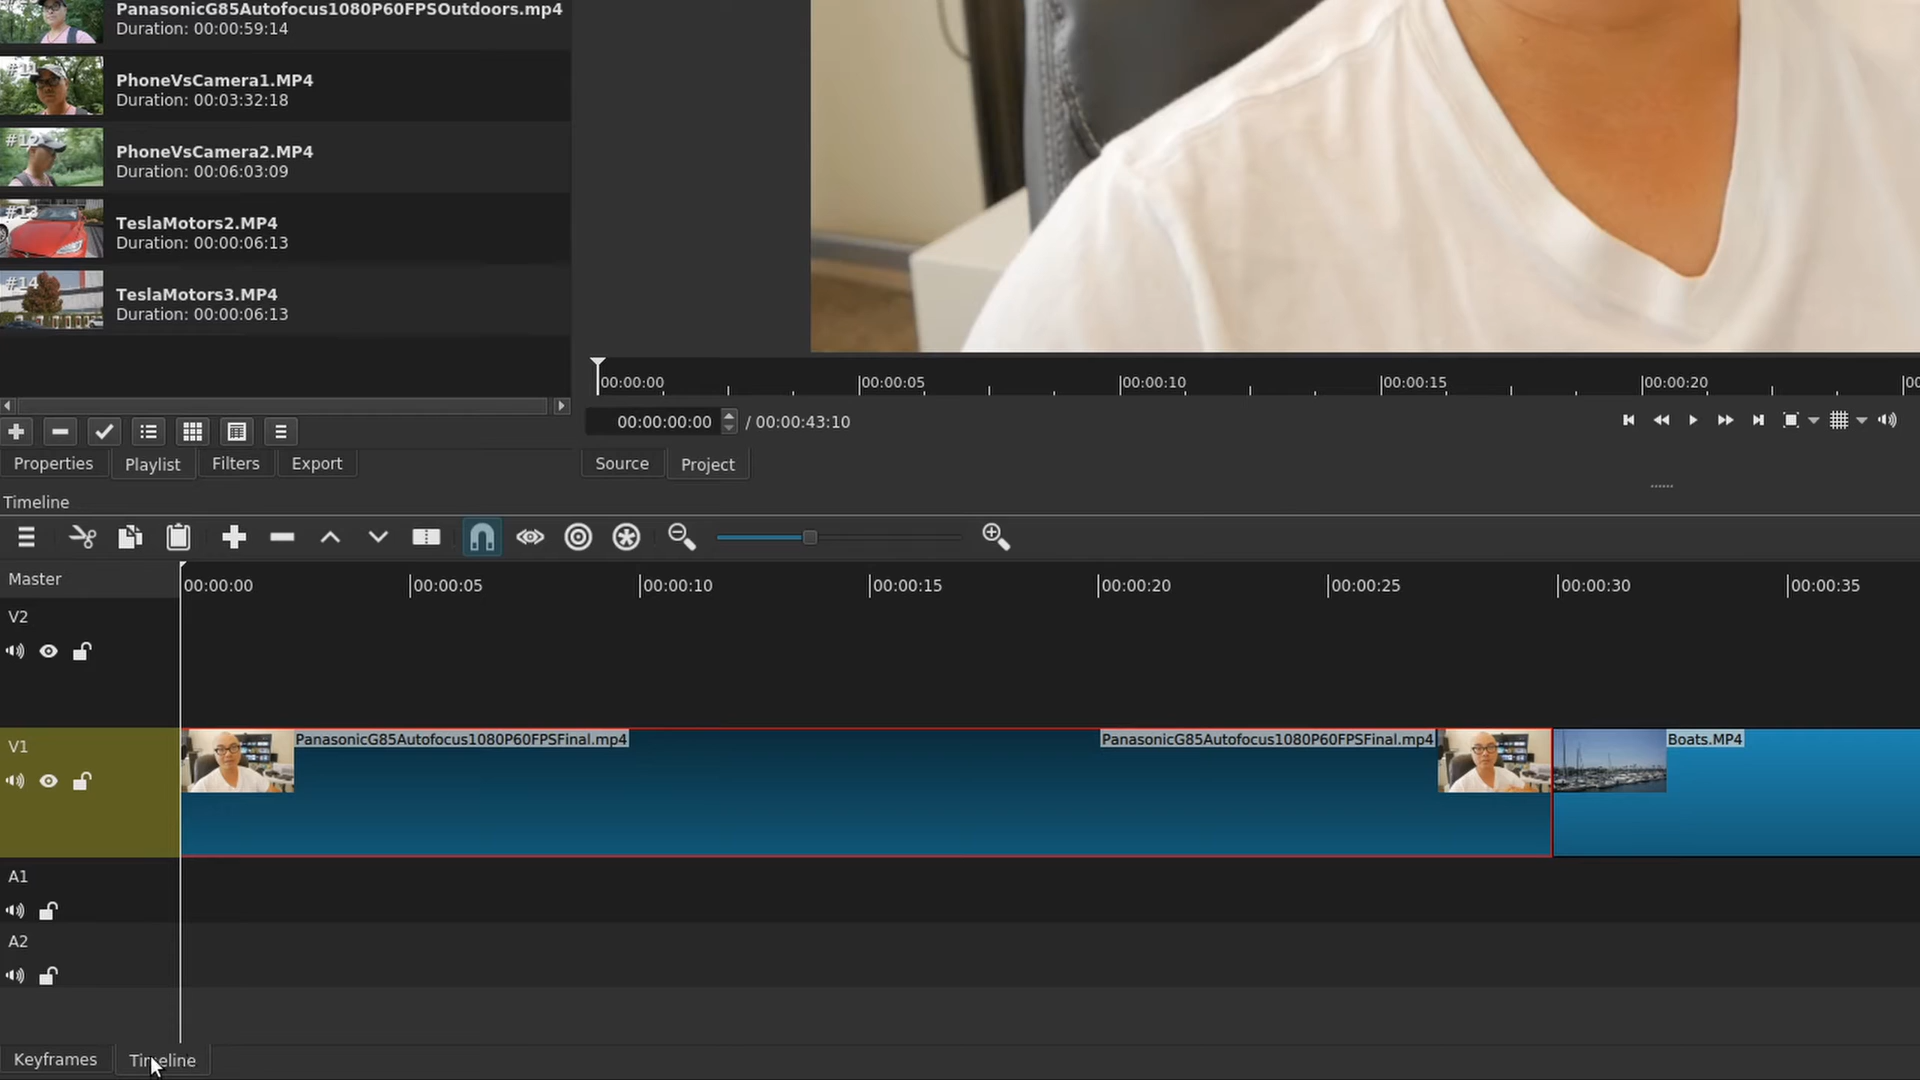 PanasonicG85Autofocus1080P60FPSOutdoors.mp4
Duration: 00:00:59:14
PhoneVsCamera1.MP4
Duration: 00:03:32:18
#12
PhoneVsCamera2.MP4
Duration: 00:06:03:09
#13
TeslaMotors2.MP4
Duration: 00:00:06:13
#14
TeslaMotors3.MP4
Duration: 00:00:06:13
00:00:00 00:00:05 00:00:10 00:00:15 00:00:20
00:00:00:00 / 00:00:43:10
Properties Playlist Filters Export
Source Project
Timeline
Master
00:00:00 00:00:05 00:00:10 00:00:15 00:00:20 00:00:25 00:00:30 00:00:35
V2
V1
PanasonicG85Autofocus1080P60FPSFinal.mp4 PanasonicG85Autofocus1080P60FPSFinal.mp4 Boats.MP4
A1
A2
Keyframes Timeline